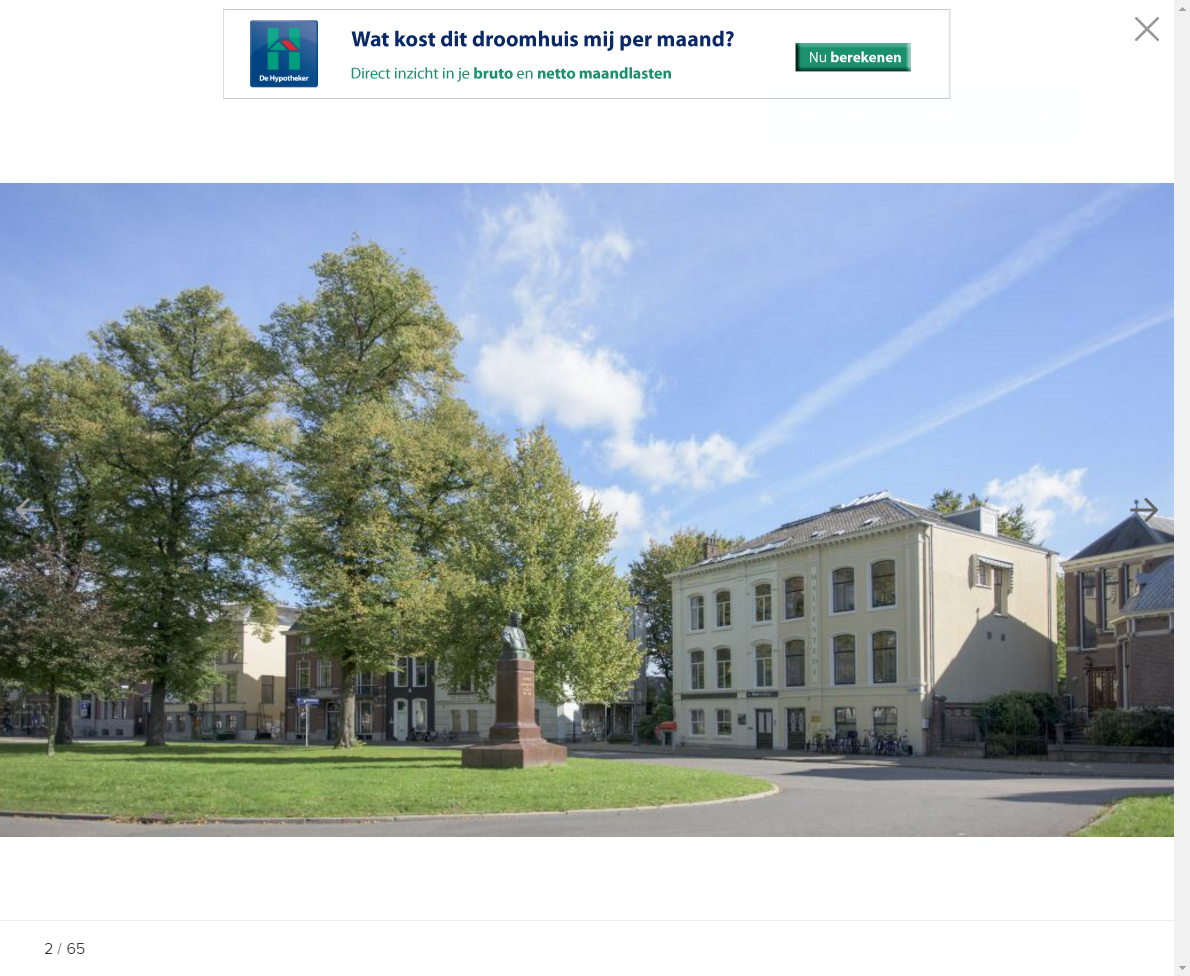 De Hypotheker
Wat kost dit droomhuis mij per maand?
Direct inzicht in je bruto en netto maandlasten
Nu berekenen
MALIESTEDE
2 / 65